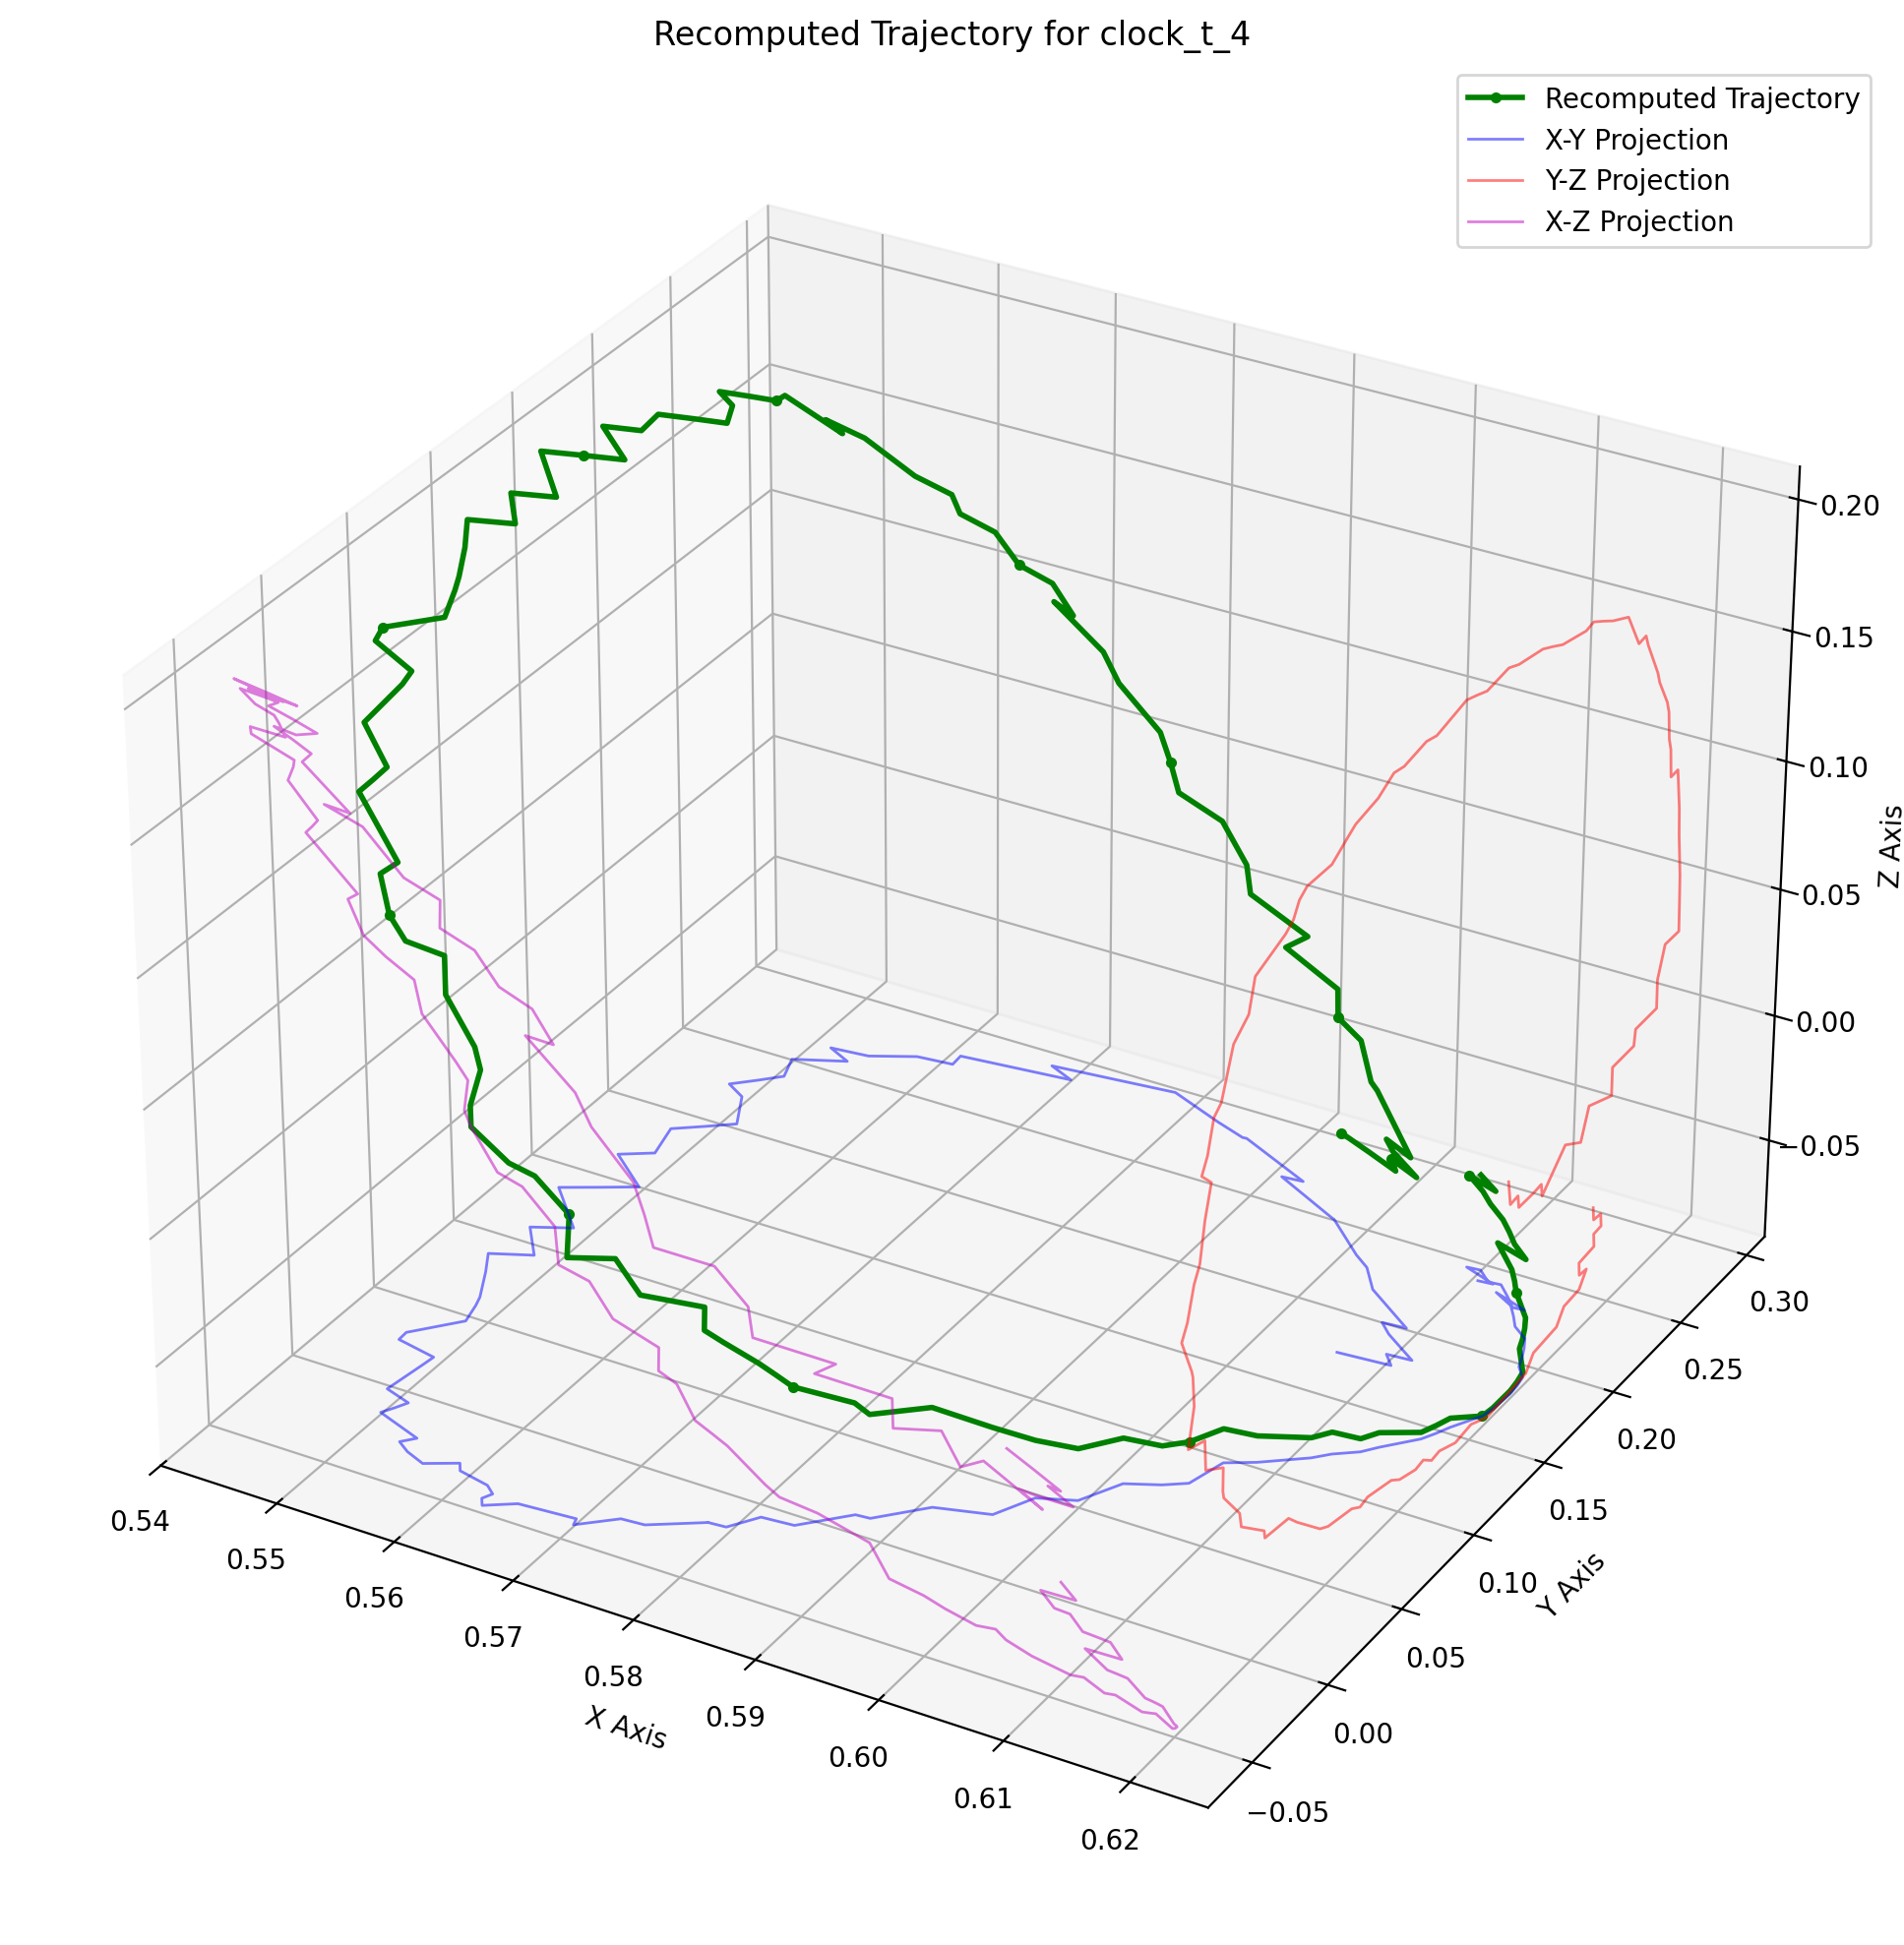 Recomputed Trajectory for clock_t_4
Recomputed Trajectory
X-Y Projection
Y-Z Projection
X-Z Projection
0.20
0.15
0.10
0.05
0.00
−0.05
Z Axis
0.30
0.25
0.20
0.15
0.10
0.05
0.00
−0.05
Y Axis
0.54
0.55
0.56
0.57
0.58
0.59
0.60
0.61
0.62
X Axis